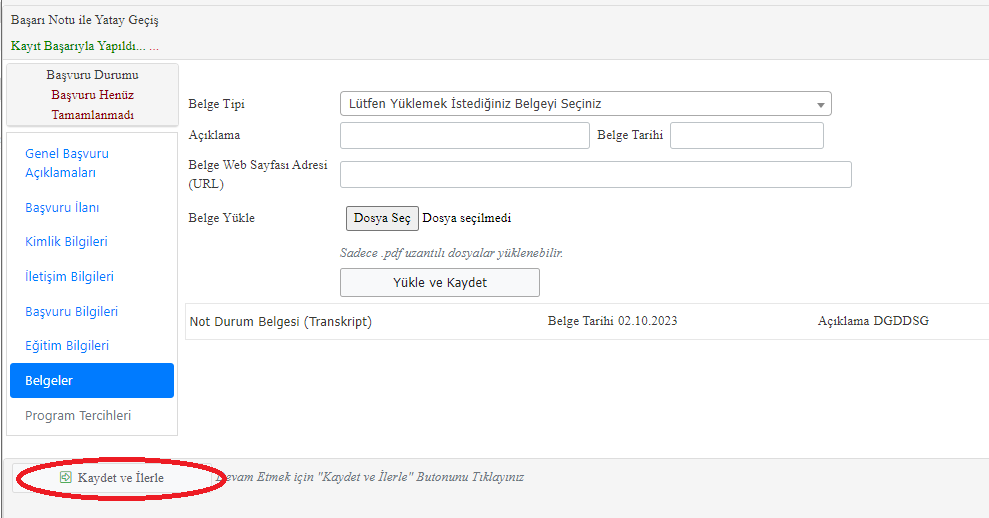 Başarı Notu ile Yatay Geçiş
Kayıt Başarıyla Yapıldı... ...
Başvuru Durumu
Başvuru Henüz
Tamamlanmadı
Genel Başvuru
Açıklamaları
Başvuru İlanı
Kimlik Bilgileri
İletişim Bilgileri
Başvuru Bilgileri
Eğitim Bilgileri
Belgeler
Program Tercihleri
Belge Tipi Lütfen Yüklemek İstediğiniz Belgeyi Seçiniz
Açıklama Belge Tarihi
Belge Web Sayfası Adresi
(URL)
Belge Yükle Dosya Seç Dosya seçilmedi
Sadece .pdf uzantılı dosyalar yüklenebilir.
Yükle ve Kaydet
Not Durum Belgesi (Transkript) Belge Tarihi 02.10.2023 Açıklama DGDDSG
Kaydet ve İlerle Devam Etmek için "Kaydet ve İlerle" Butonunu Tıklayınız